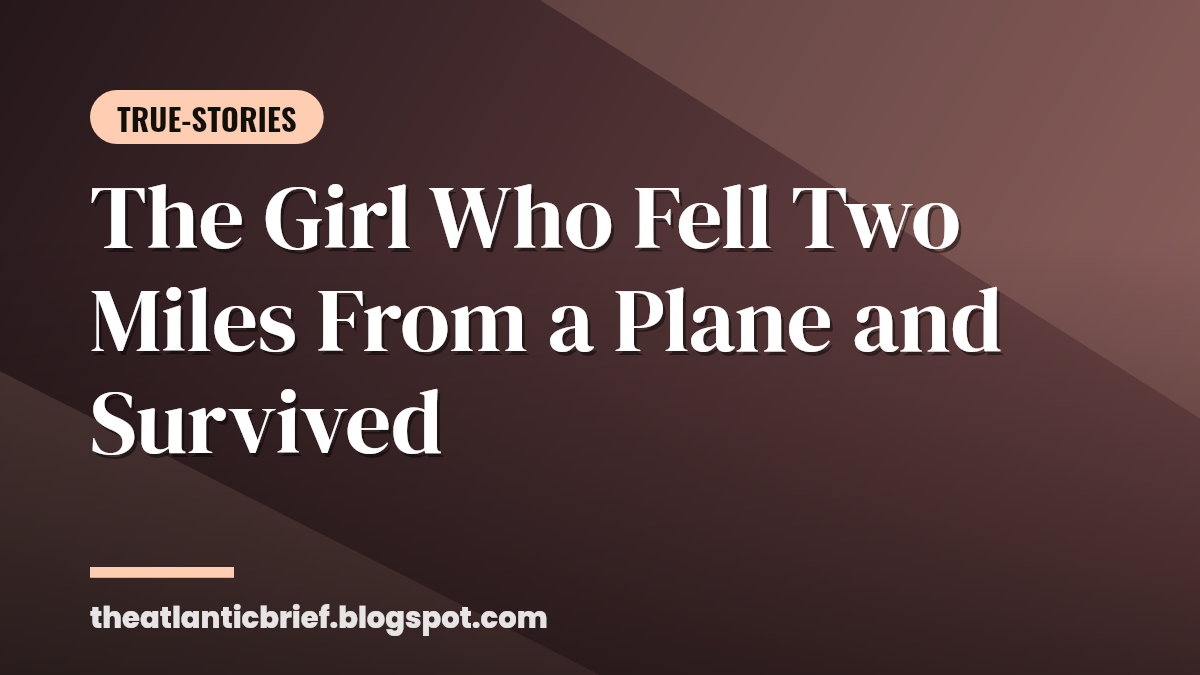 TRUE-STORIES
The Girl Who Fell Two
Miles From a Plane and
Survived
theatlanticbrief.blogspot.com